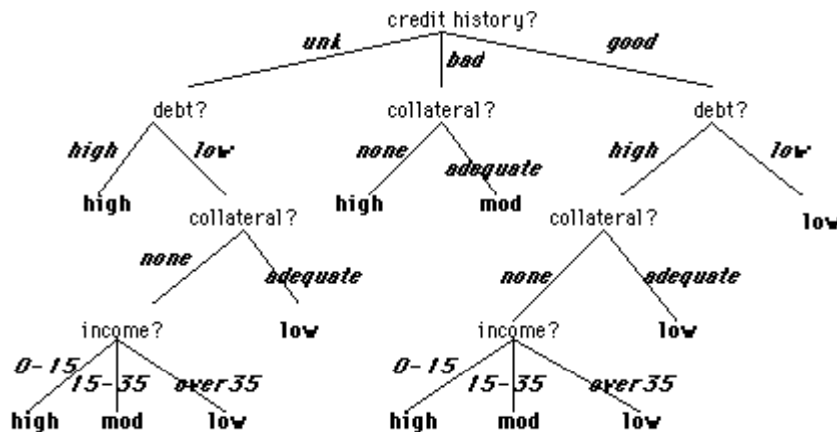 credit history?
unk bad good
debt? collateral? debt?
high low none adequate high low
high high mod low
collateral? collateral?
none adequate none adequate
income? low income? low
0-15 15-35 over35 0-15 15-35 over35
high mod low high mod low